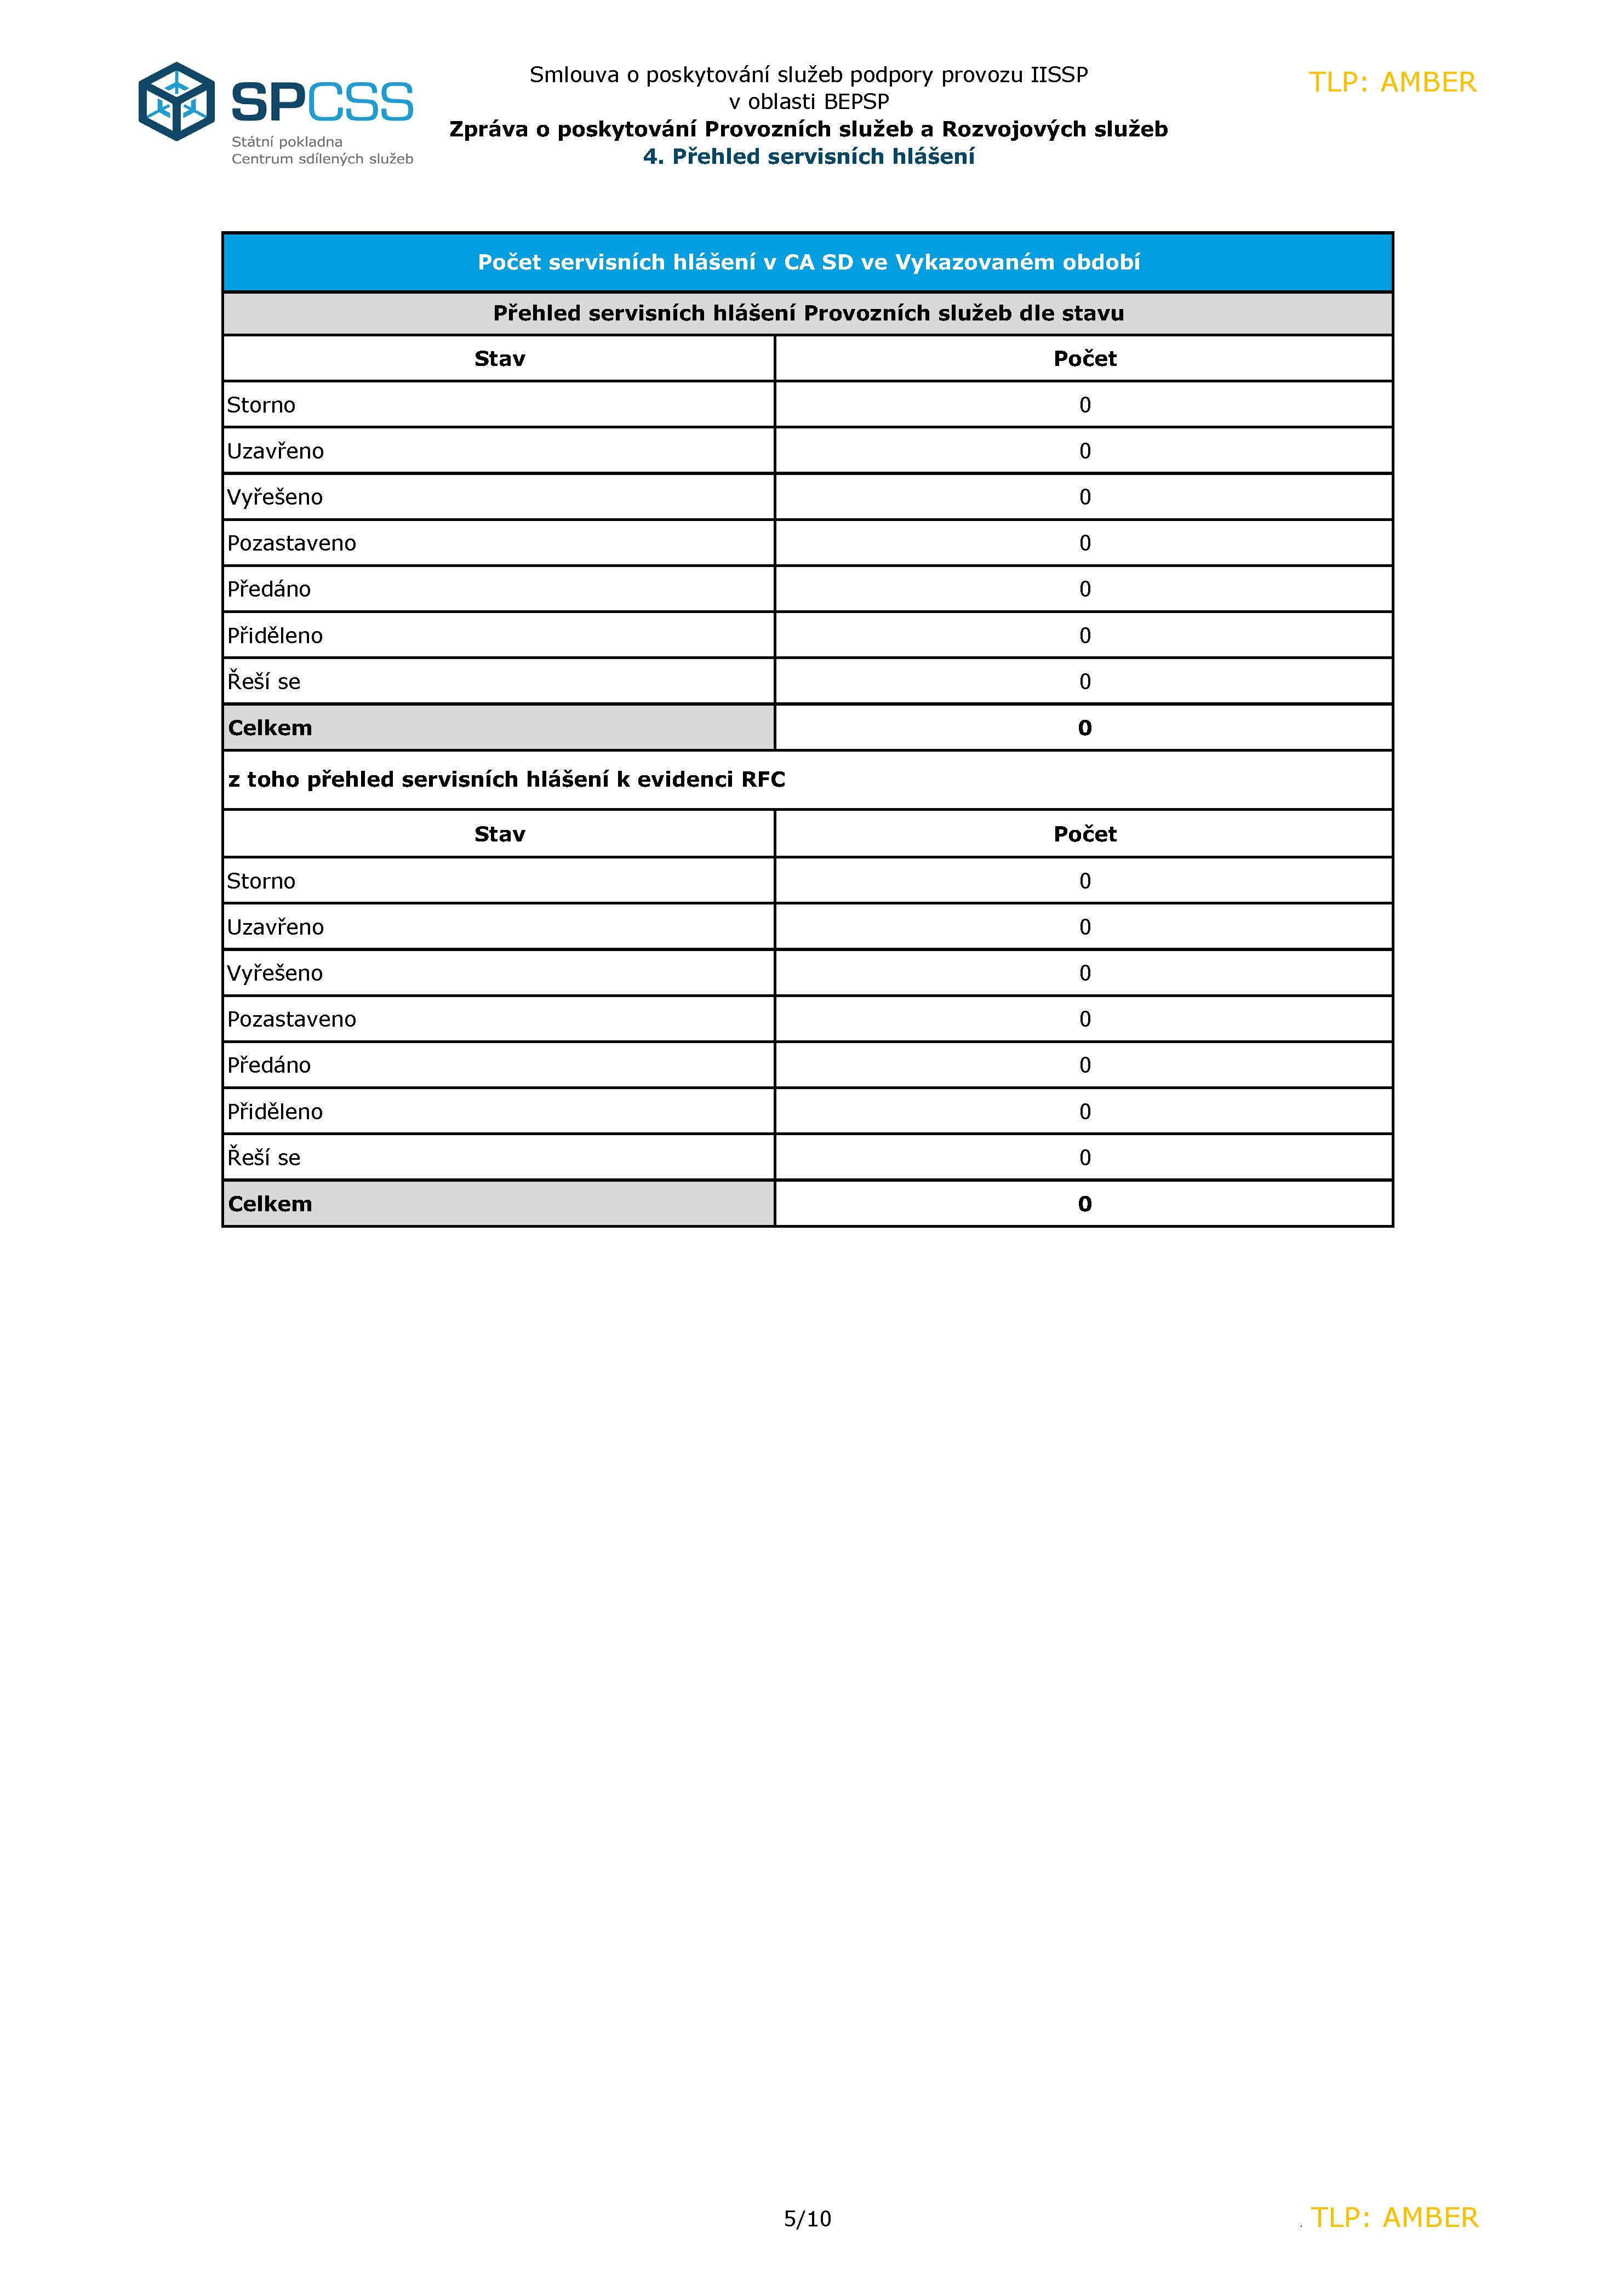 SPCSS
Státní pokladna
Centrum sdílených služeb
Smlouva o poskytování služeb podpory provozu IISSP
v oblasti BEPSP
Zpráva o poskytování Provozních služeb a Rozvojových služeb
4. Přehled servisních hlášení
TLP: AMBER
Počet servisních hlášení v CA SD ve Vykazovaném období
Přehled servisních hlášení Provozních služeb dle stavu
Stav Počet
Storno 0
Uzavřeno 0
Vyřešeno 0
Pozastaveno 0
Předáno 0
Přiděleno 0
Řeší se 0
Celkem 0
z toho přehled servisních hlášení k evidenci RFC
Stav Počet
Storno 0
Uzavřeno 0
Vyřešeno 0
Pozastaveno 0
Předáno 0
Přiděleno 0
Řeší se 0
Celkem 0
5/10
. TLP: AMBER